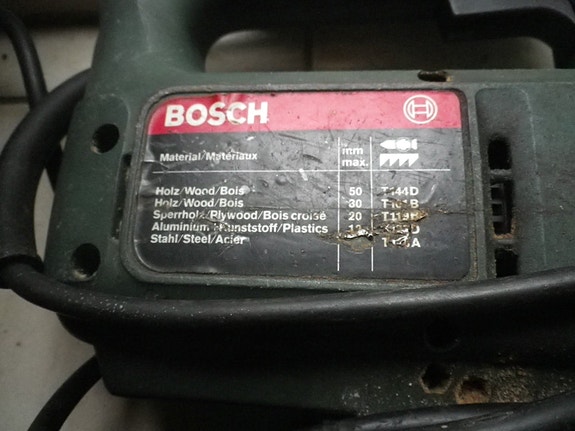 BOSCH
Material/Matériaux mm max.
Holz/Wood/Bois 50 T144D
Holz/Wood/Bois 30
Sperrholz/Plywood/Bois croisé 20
Aluminium/Kunststoff/Plastics
Stahl/Steel/Acier